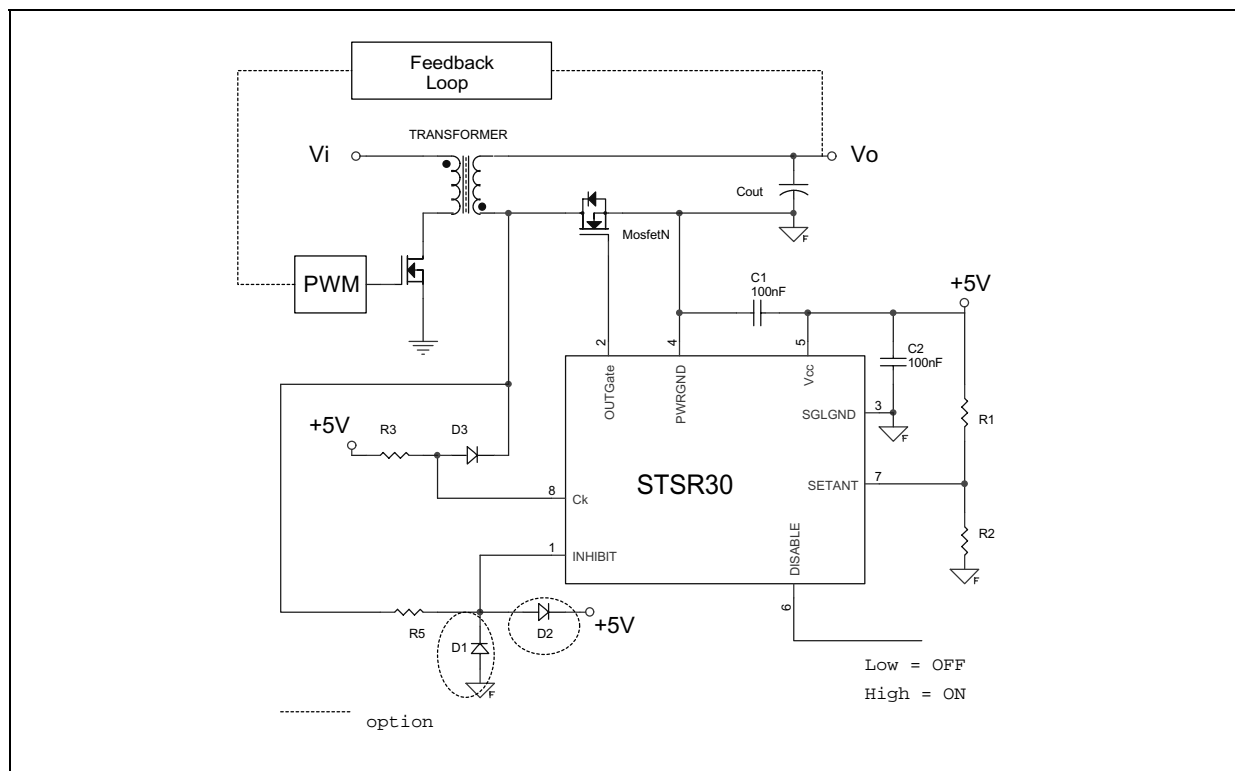 Feedback
Loop
TRANSFORMER
Vi
Vo
Cout
F
MosfetN
PWM
C1
100nF
+5V
2
4
5
C2
100nF
OUTGate
PWRGND
Vcc
SGLGND
3
F
R1
+5V
R3
D3
STSR30
SETANT
7
8
Ck
R2
1
INHIBIT
DISABLE
F
6
R5
D2
+5V
D1
F
Low = OFF
High = ON
option